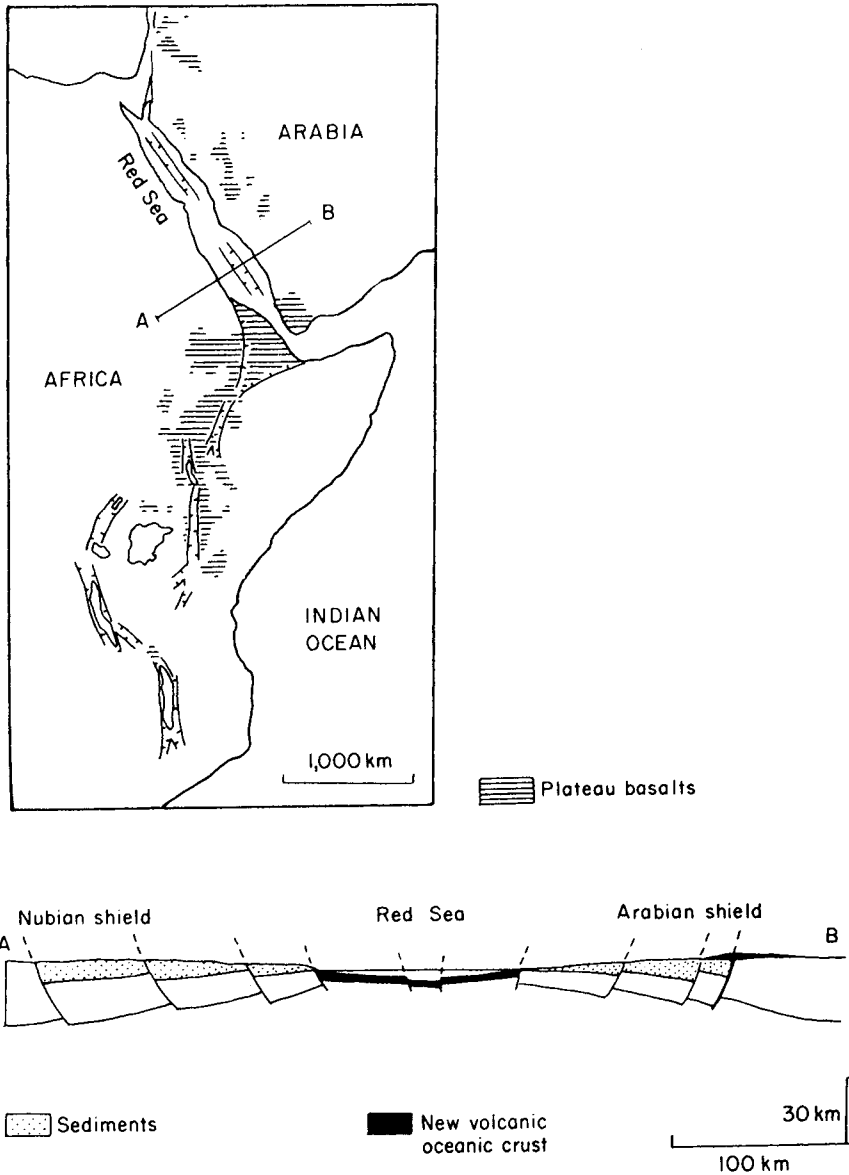 ARABIA
Red Sea
B
A
AFRICA
INDIAN
OCEAN
1,000 km
Plateau basalts
Nubian shield
Red Sea
Arabian shield
A
B
Sediments
New volcanic
oceanic crust
30 km
100 km